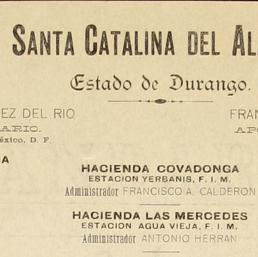 SANTA CATALINA DEL AL
Estado de Durango.
EZ DEL RIO
FRAN
ARIO.
APO
éxico, D. F.
HACIENDA COVADONGA
ESTACION YERBANIS, F. I. M.
Administrador FRANCISCO A. CALDERON
HACIENDA LAS MERCEDES
ESTACION AGUA VIEJA, F. I. M.
Administrador ANTONIO HERRAN